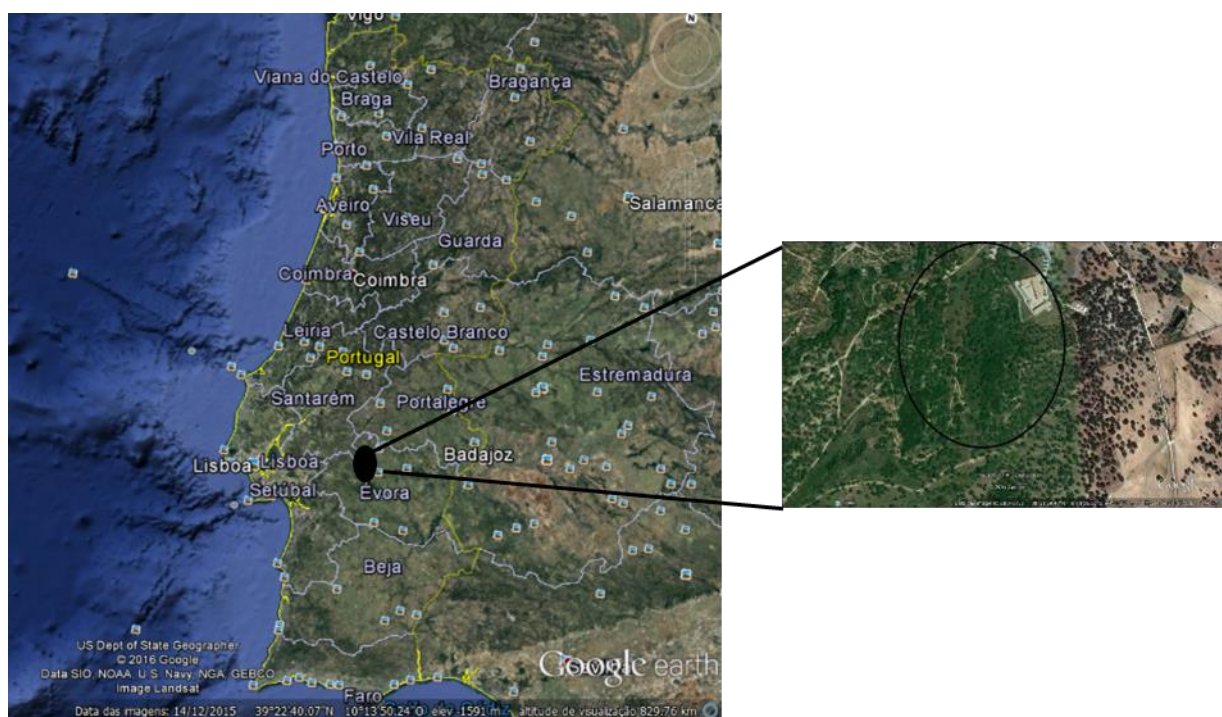 Vigo
N
Viana do Castelo
Bragança
Braga
Vila Real
Porto
Aveiro
Viseu
Salamanca
Guarda
Coimbra
Coimbra
Leiria
Castelo Branco
Portugal
Estremadura
Santarém
Portalegre
Lisboa
Lisboa
Badajoz
Setúbal
Évora
Beja
US Dept of State Geographer
© 2016 Google
Data SIO, NOAA, U.S. Navy, NGA, GEBCO
Image Landsat
Google earth
Faro
Data das imagens: 14/12/2015 39°22'40.07"N 10°13'50.24"O elev -1591 m altitude de visualização 829.76 km